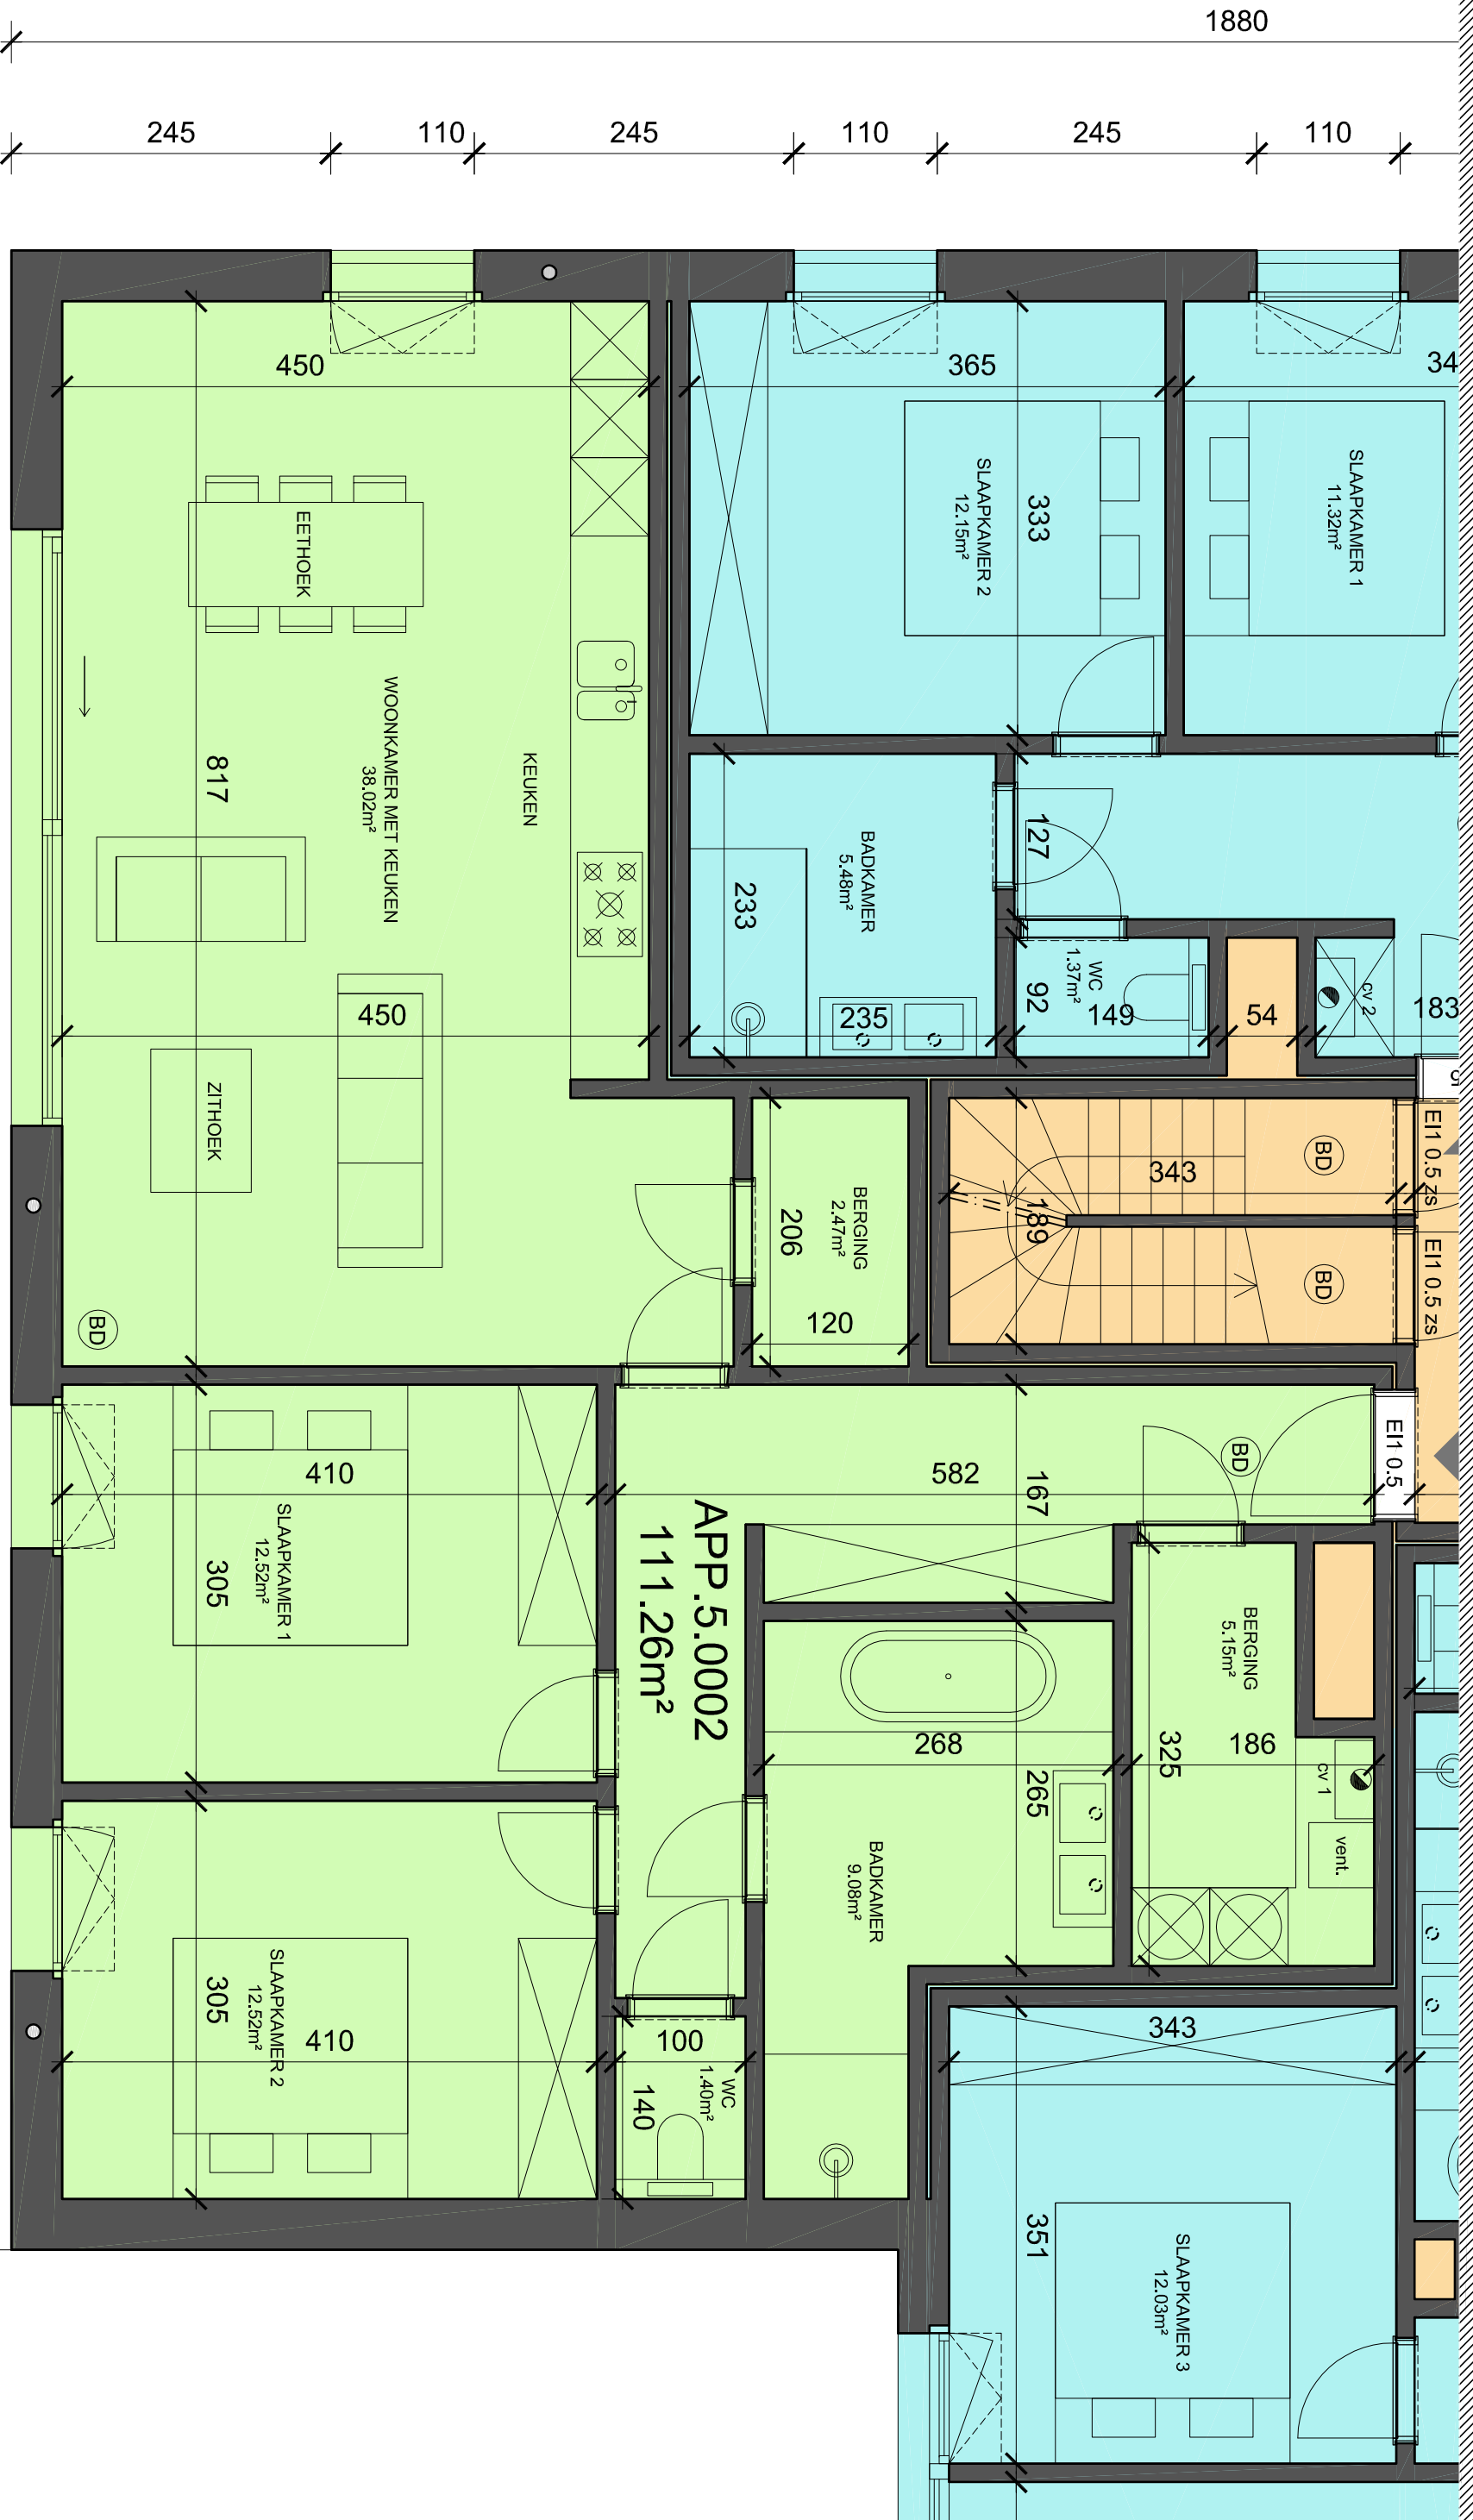 1880
245
110
245
110
245
110
450
365
34
EETHOEK
SLAAPKAMER 2
12.15m²
333
SLAAPKAMER 1
11.32m²
WOONKAMER MET KEUKEN
38.02m²
817
KEUKEN
BADKAMER
5.48m²
233
127
WC
1.37m²
92
450
235
149
54
cv 2
183
ZITHOEK
BERGING
2.47m²
206
120
343
189
BD
BD
EI1 0.5 zs
EI1 0.5 zs
BD
410
582
167
BD
EI1 0.5
SLAAPKAMER 1
12.52m²
305
APP.5.0002
111.26m²
BERGING
5.15m²
268
265
325
186
cv 1
vent.
BADKAMER
9.08m²
SLAAPKAMER 2
12.52m²
305
410
100
WC
1.40m²
140
343
351
SLAAPKAMER 3
12.03m²